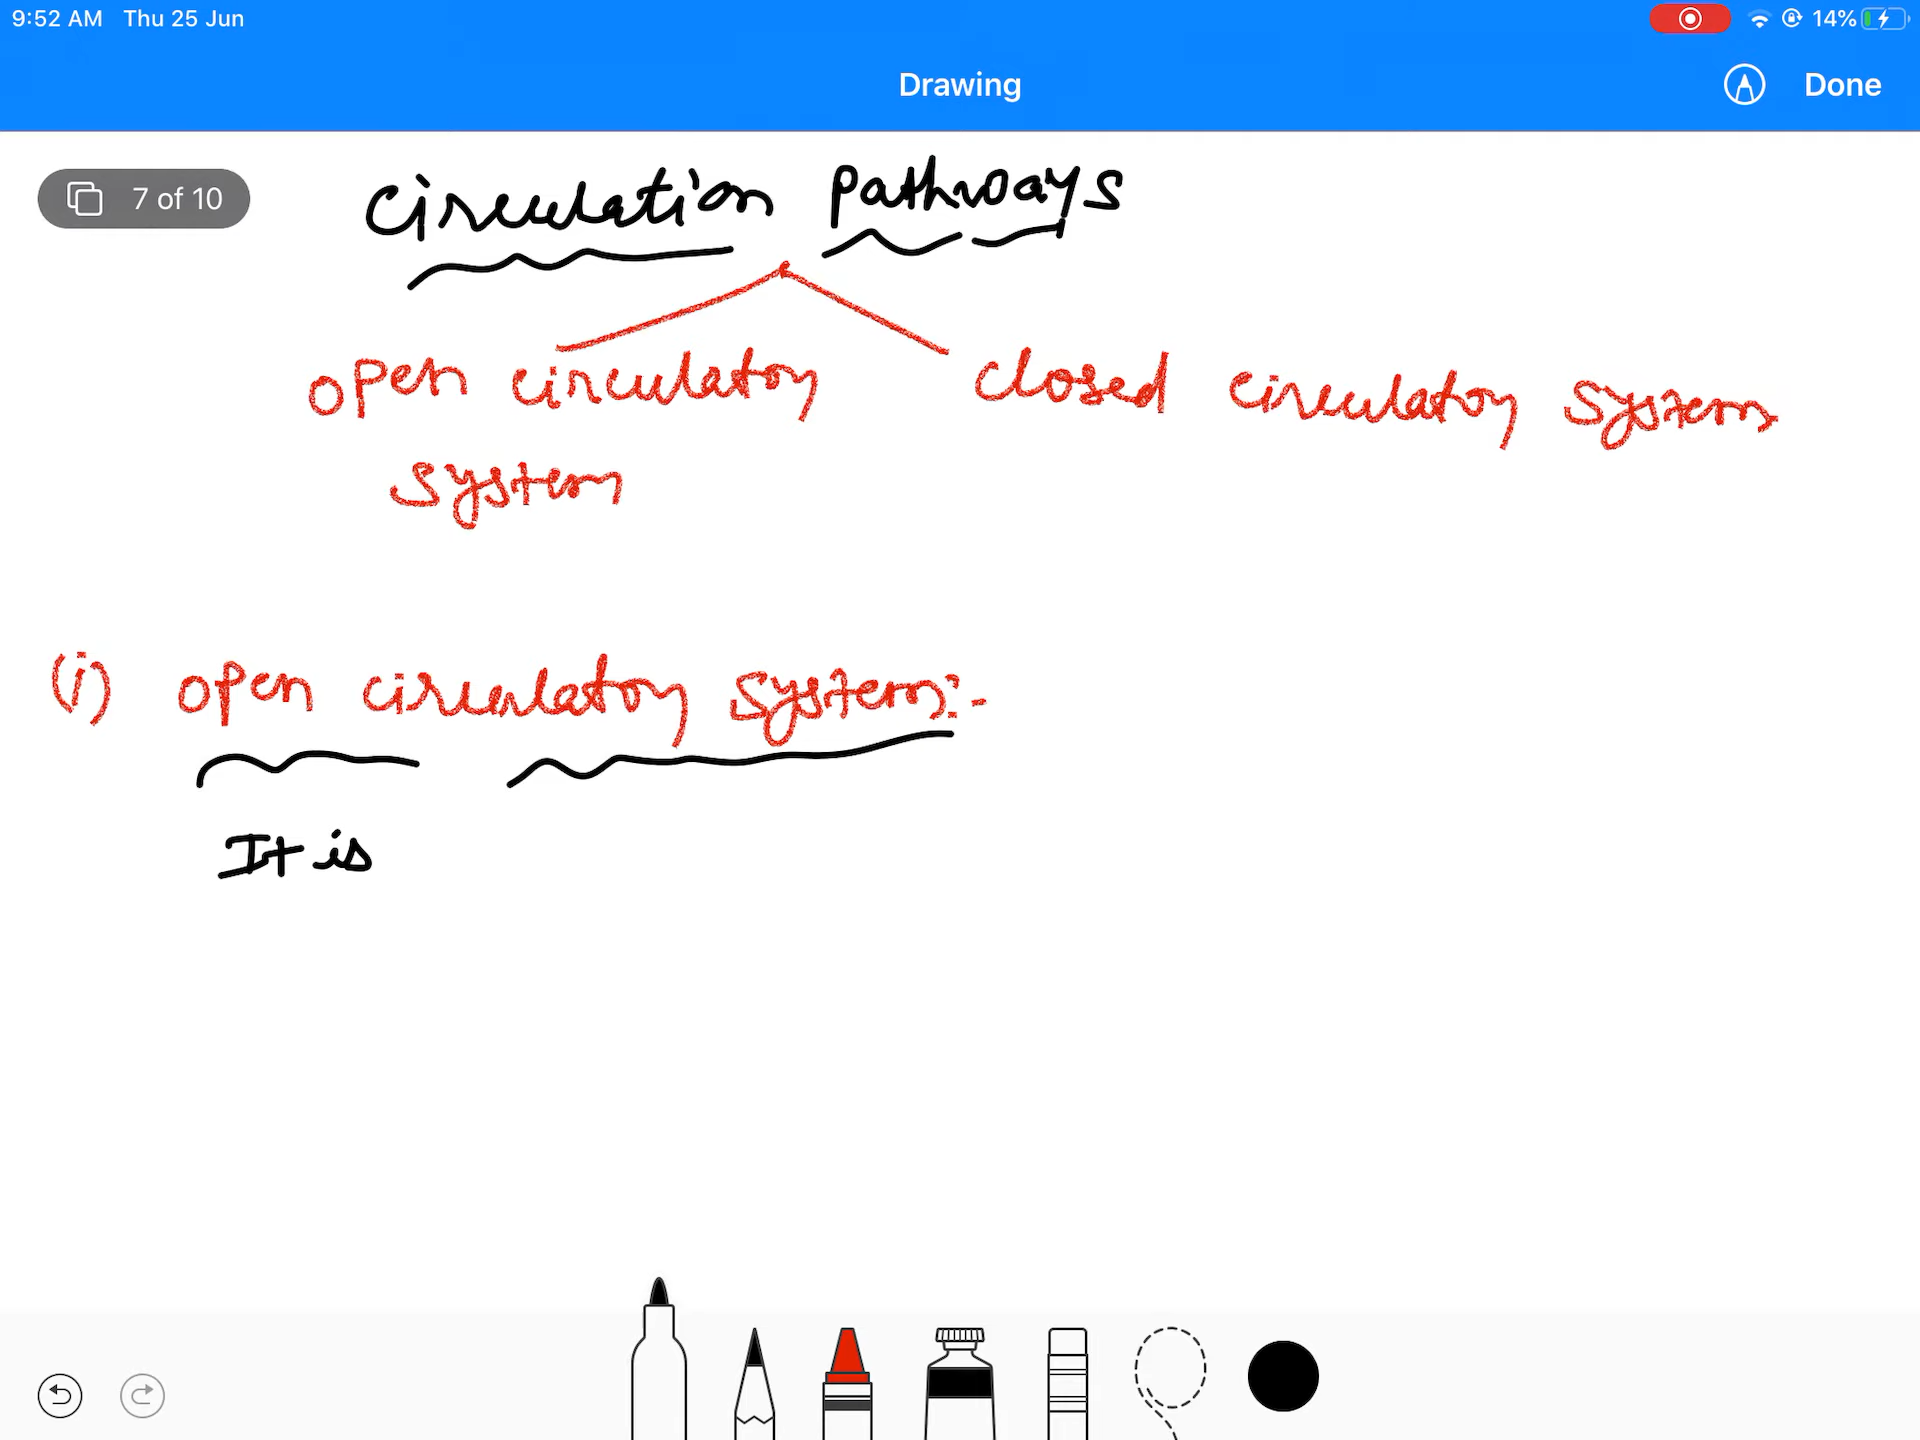 9:52 AM Thu 25 Jun 14%
Drawing Done
7 of 10
Circulation Pathways
open circulatory closed circulatory system
system
(i) open circulatory system:-
It is